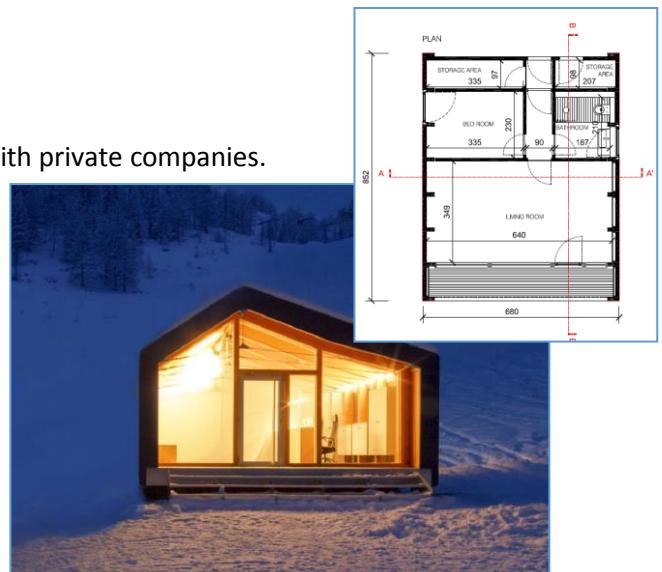 ith private companies.
PLAN
B
STORAGE AREA
335
97
98
STORAGE
AREA
207
BED ROOM
230
335
90
BATHROOM
210
187
852
A
A'
349
LIVING ROOM
640
680
B